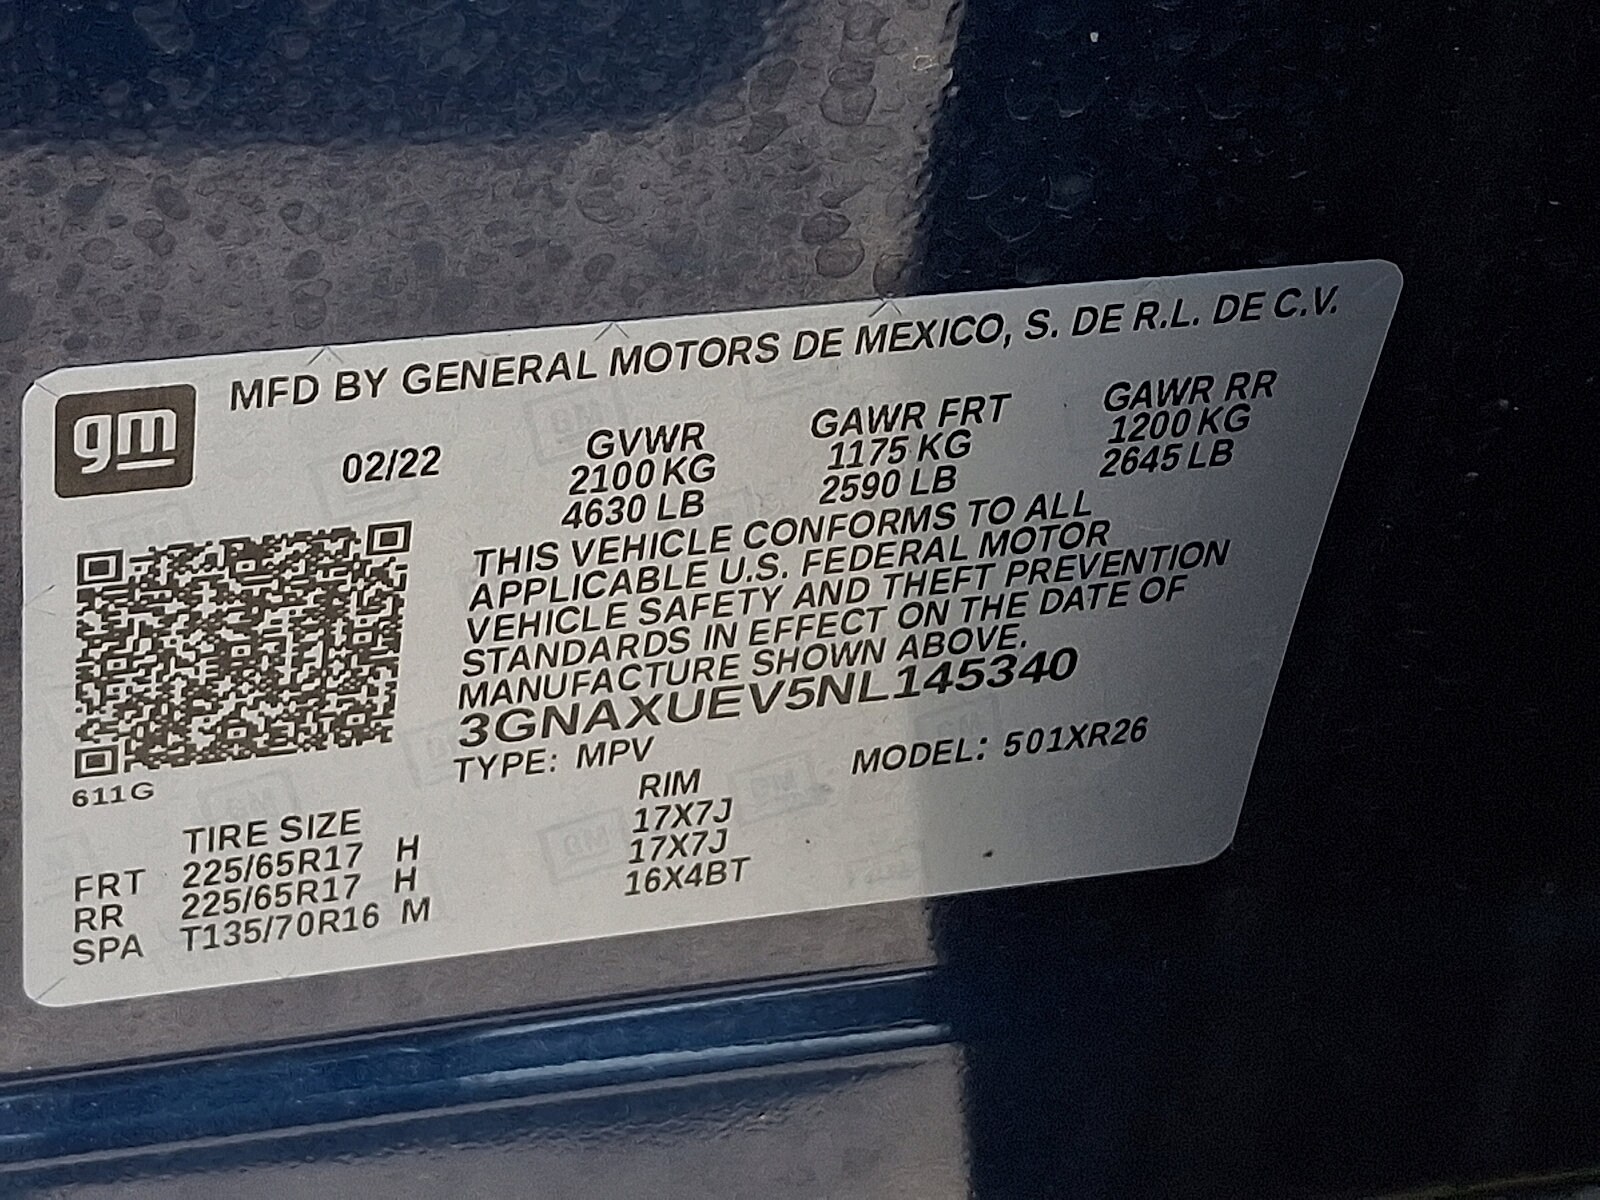 MFD BY GENERAL MOTORS DE MEXICO, S. DE R.L. DE C.V.
gm
02/22
GVWR GAWR FRT GAWR RR
2100 KG 1175 KG 1200 KG
4630 LB 2590 LB 2645 LB
THIS VEHICLE CONFORMS TO ALL
APPLICABLE U.S. FEDERAL MOTOR
VEHICLE SAFETY AND THEFT PREVENTION
STANDARDS IN EFFECT ON THE DATE OF
MANUFACTURE SHOWN ABOVE.
3GNAXUEV5NL145340
TYPE: MPV MODEL: 501XR26
611G
TIRE SIZE RIM
FRT 225/65R17 H 17X7J
RR 225/65R17 H 17X7J
SPA T135/70R16 M 16X4BT